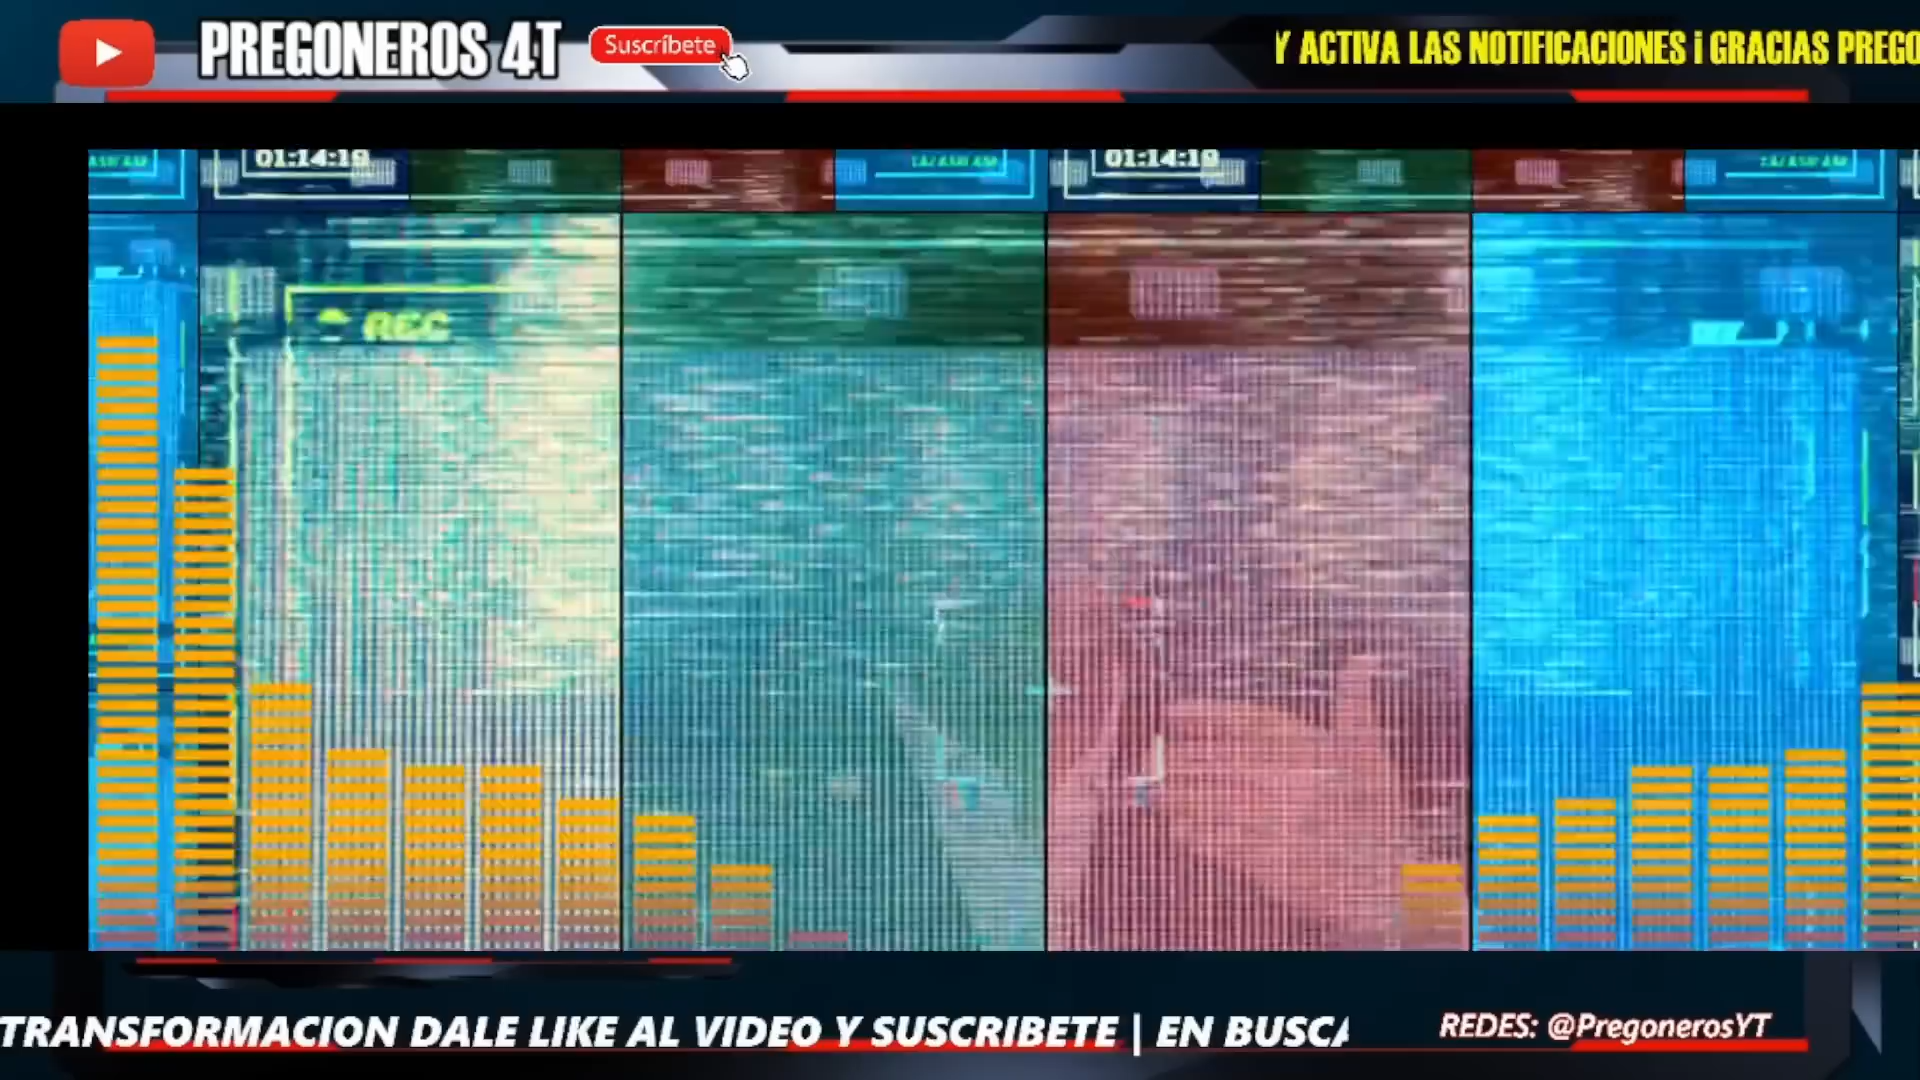 PREGONEROS 4T
Suscríbete
Y ACTIVA LAS NOTIFICACIONES ¡ GRACIAS PREGO
01:14:19
01:14:19
REC
TRANSFORMACION DALE LIKE AL VIDEO Y SUSCRIBETE | EN BUSCA
REDES: @PregonerosYT